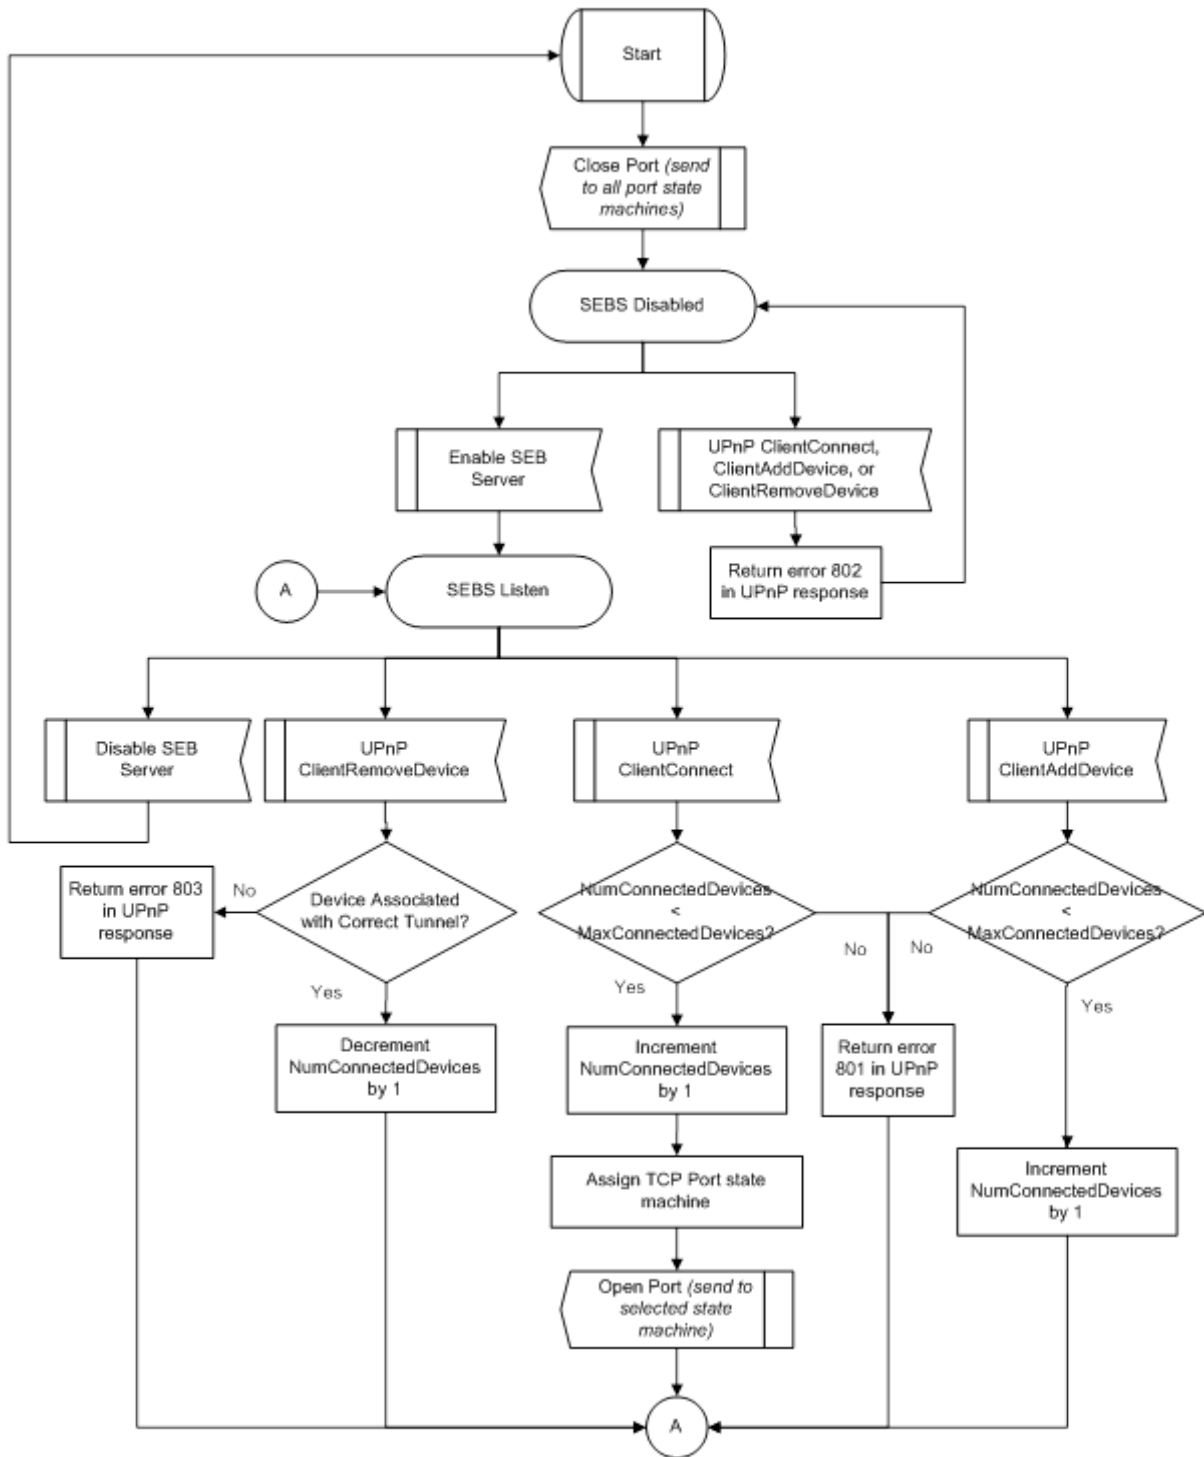 Start
Close Port (send
to all port state
machines)
SEBS Disabled
Enable SEB
Server
UPnP ClientConnect,
ClientAddDevice, or
ClientRemoveDevice
Return error 802
in UPnP response
A
SEBS Listen
Disable SEB
Server
UPnP
ClientRemoveDevice
UPnP
ClientConnect
UPnP
ClientAddDevice
Return error 803
in UPnP
response
No
Device Associated
with Correct Tunnel?
NumConnectedDevices
<
MaxConnectedDevices?
NumConnectedDevices
<
MaxConnectedDevices?
No
No
Yes
Yes
Yes
Decrement
NumConnectedDevices
by 1
Increment
NumConnectedDevices
by 1
Return error
801 in UPnP
response
Assign TCP Port state
machine
Increment
NumConnectedDevices
by 1
Open Port (send to
selected state
machine)
A